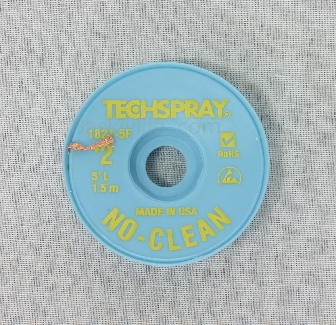 TECHSPRAY®
1821-5F
2
5' L
1.5 m
RoHS
MADE IN USA
NO-CLEAN